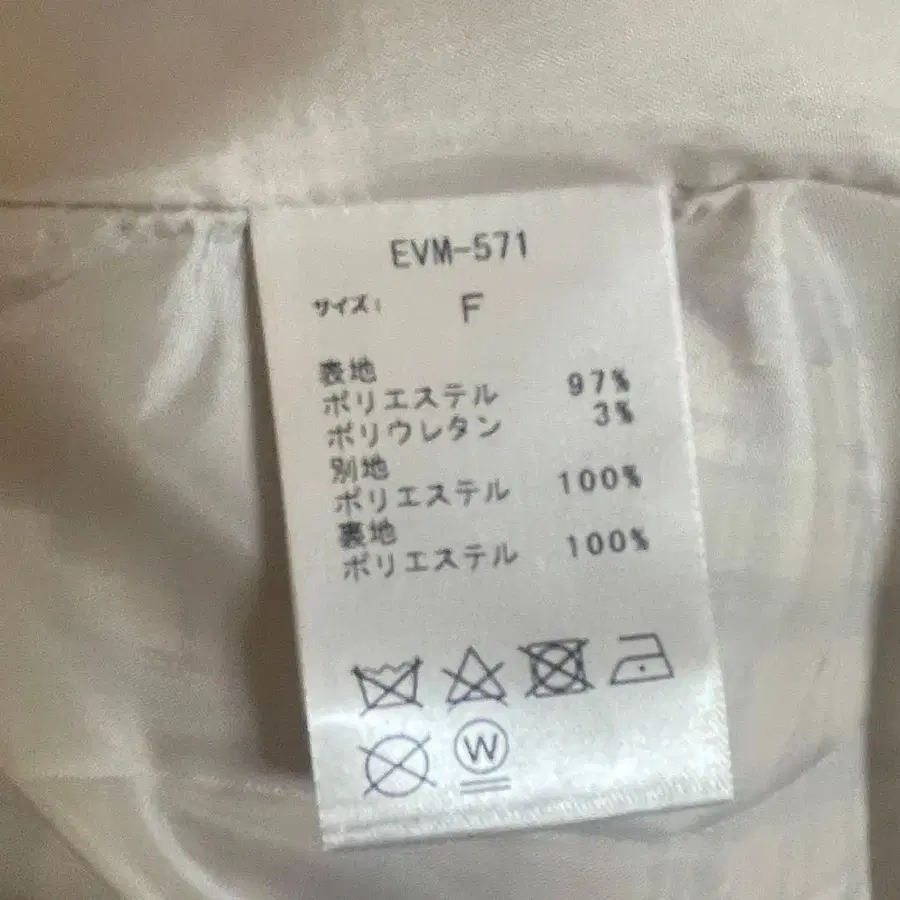 EVM-571
サイズ: F
表地
ポリエステル 97%
ポリウレタン 3%
別地
ポリエステル 100%
裏地
ポリエステル 100%
W